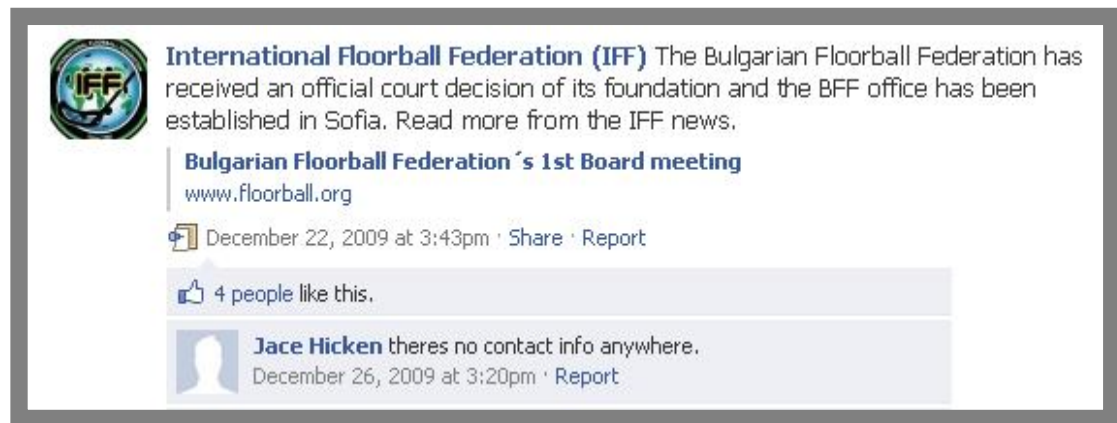 IFF
International Floorball Federation (IFF) The Bulgarian Floorball Federation has
received an official court decision of its foundation and the BFF office has been
established in Sofia. Read more from the IFF news.
Bulgarian Floorball Federation´s 1st Board meeting
www.floorball.org
December 22, 2009 at 3:43pm · Share · Report
4 people like this.
Jace Hicken theres no contact info anywhere.
December 26, 2009 at 3:20pm · Report